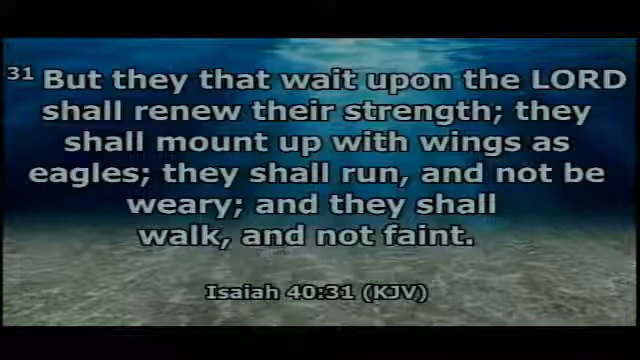 31 But they that wait upon the LORD
shall renew their strength; they
shall mount up with wings as
eagles; they shall run, and not be
weary; and they shall
walk, and not faint.
Isaiah 40:31 (KJV)